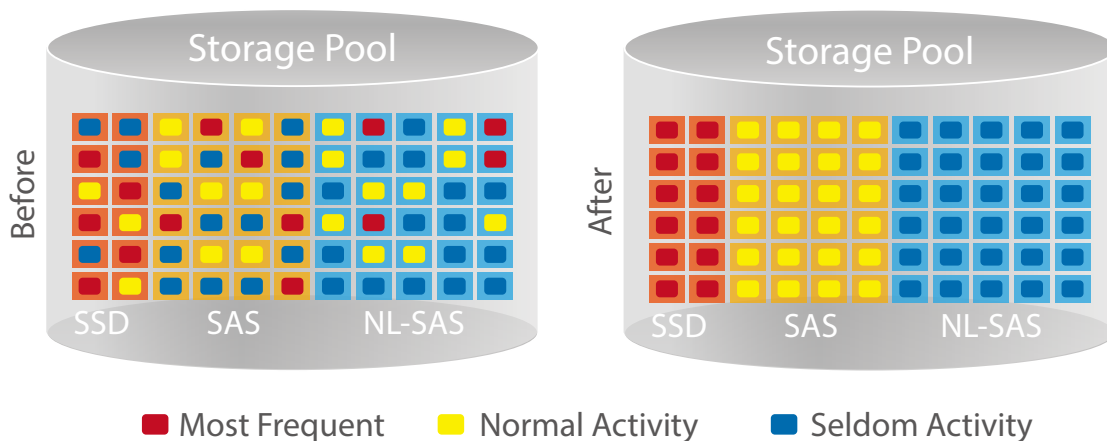 Storage Pool
Before
SSD SAS NL-SAS
Storage Pool
After
SSD SAS NL-SAS
Most Frequent Normal Activity Seldom Activity